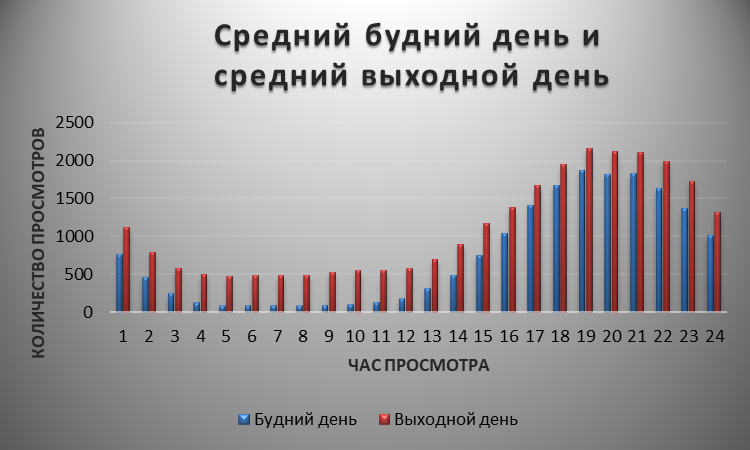 Средний будний день и
средний выходной день
КОЛИЧЕСТВО ПРОСМОТРОВ
2500
2000
1500
1000
500
0
1 2 3 4 5 6 7 8 9 10 11 12 13 14 15 16 17 18 19 20 21 22 23 24
ЧАС ПРОСМОТРА
Будний день Выходной день